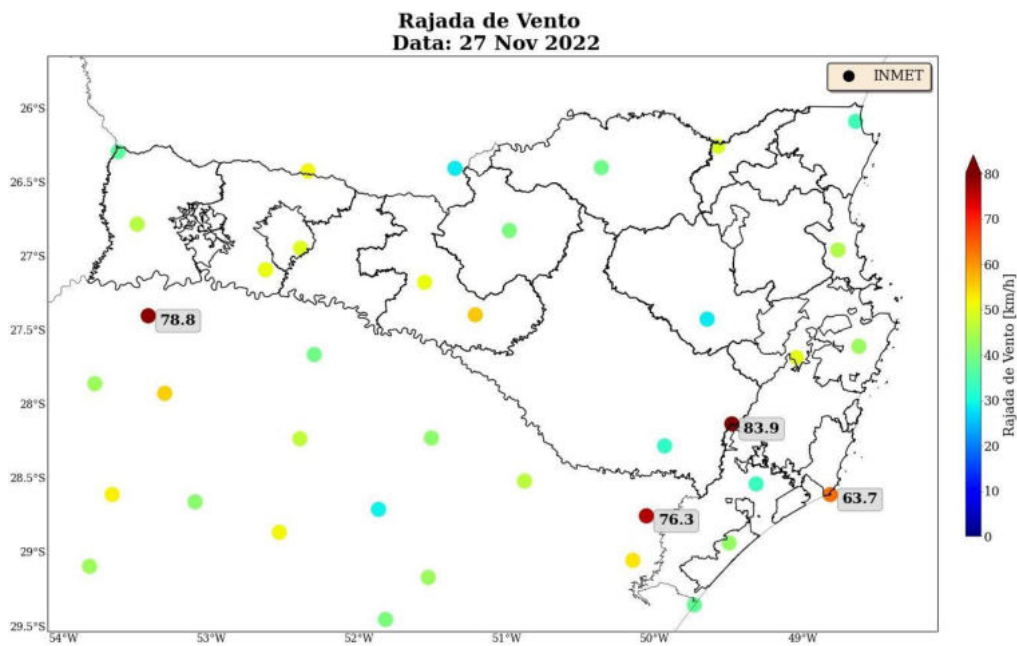 Rajada de Vento
Data: 27 Nov 2022
INMET
26°S
26.5°S
27°S
27.5°S
28°S
28.5°S
29°S
29.5°S
54°W
53°W
52°W
51°W
50°W
49°W
78.8
83.9
76.3
63.7
80
70
60
50
40
30
20
10
0
Rajada de Vento [km/h]